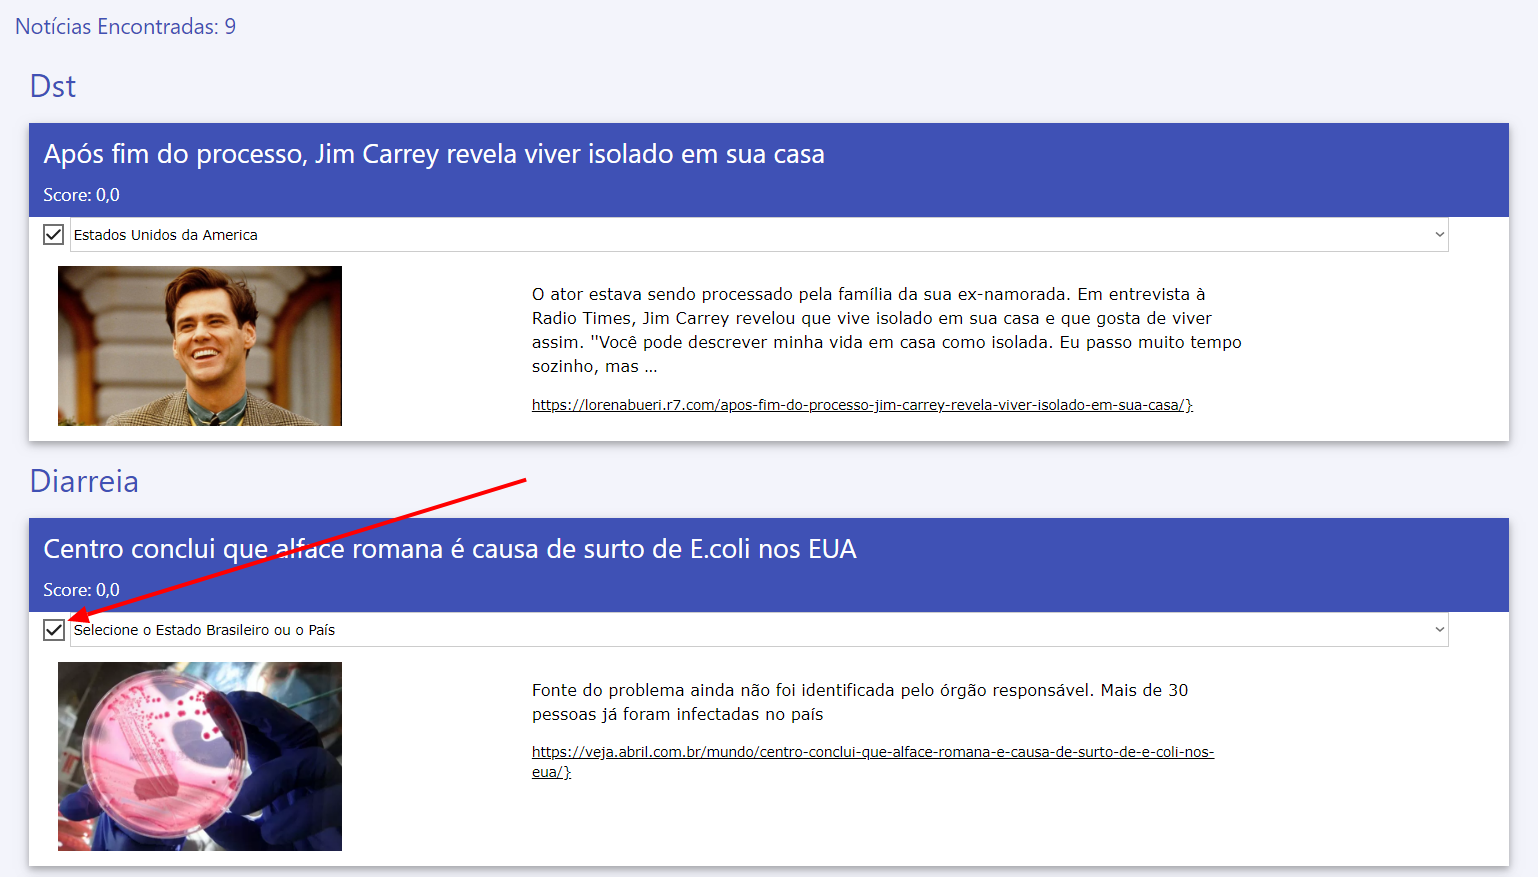 Notícias Encontradas: 9
Dst
Após fim do processo, Jim Carrey revela viver isolado em sua casa
Score: 0,0
Estados Unidos da America
O ator estava sendo processado pela família da sua ex-namorada. Em entrevista à
Radio Times, Jim Carrey revelou que vive isolado em sua casa e que gosta de viver
assim. "Você pode descrever minha vida em casa como isolada. Eu passo muito tempo
sozinho, mas ...
https://lorenabueri.r7.com/apos-fim-do-processo-jim-carrey-revela-viver-isolado-em-sua-casa/}
Diarreia
Centro conclui que alface romana é causa de surto de E.coli nos EUA
Score: 0,0
Selecione o Estado Brasileiro ou o País
Fonte do problema ainda não foi identificada pelo órgão responsável. Mais de 30
pessoas já foram infectadas no país
https://veja.abril.com.br/mundo/centro-conclui-que-alface-romana-e-causa-de-surto-de-e-coli-nos-
eua/}